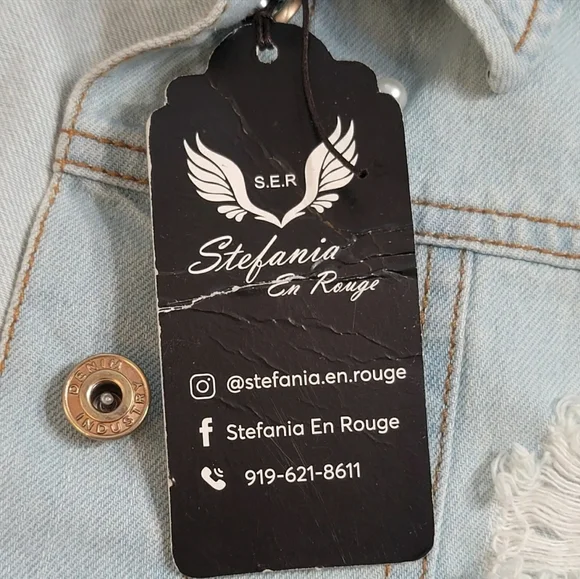 S.E.R
Stefania
En Rouge
@stefania.en.rouge
Stefania En Rouge
919-621-8611
DENIM
INDUSTRY